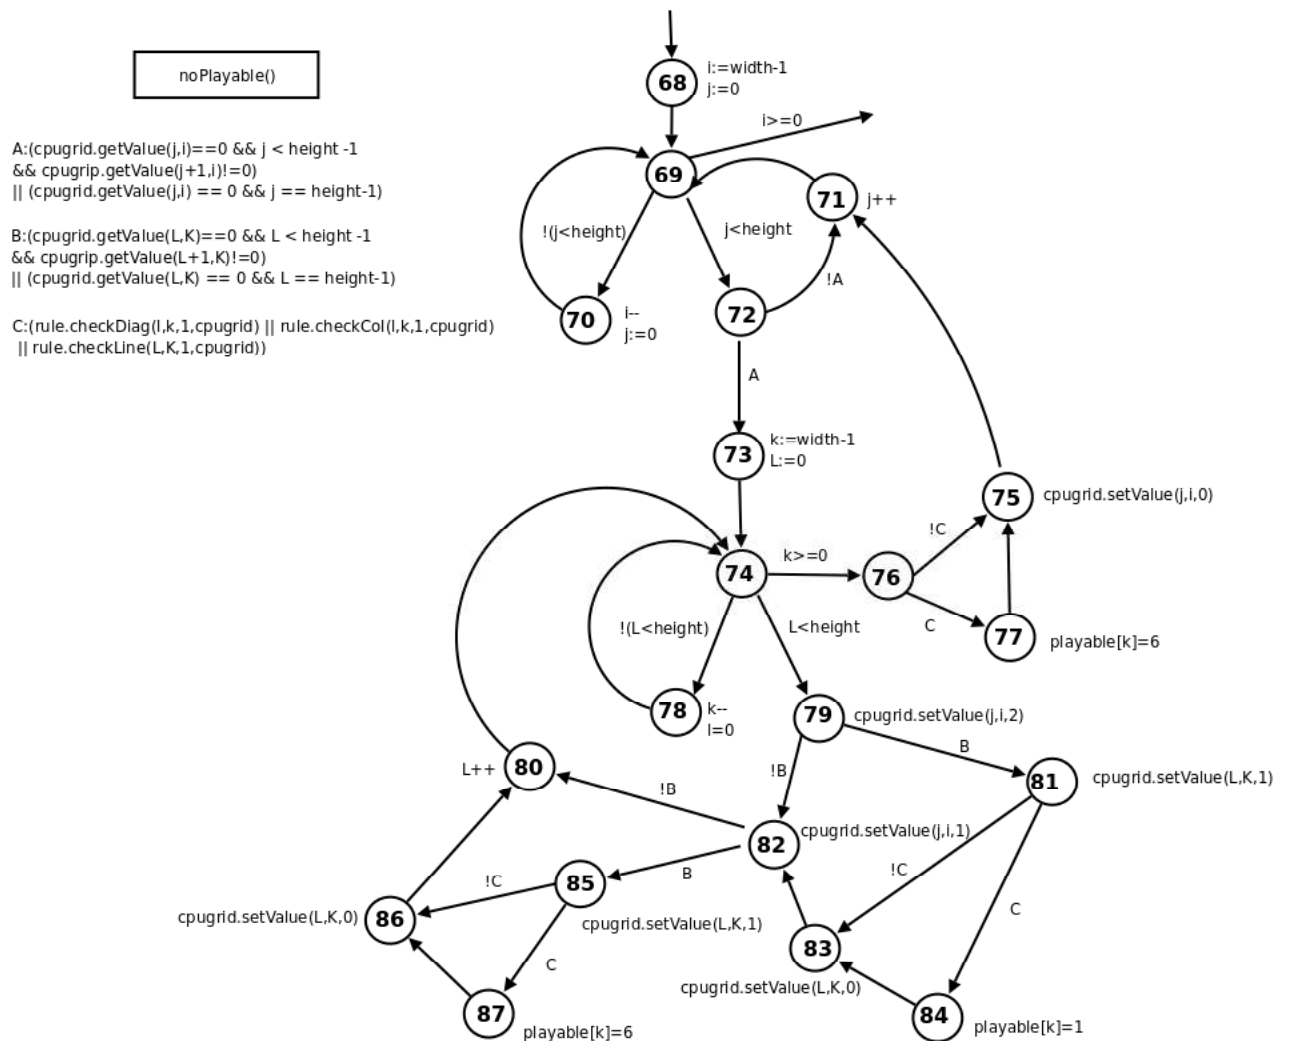 noPlayable()
A:(cpugrid.getValue(j,i)==0 && j < height -1
&& cpugrip.getValue(j+1,i)!=0)
|| (cpugrid.getValue(j,i) == 0 && j == height-1)
B:(cpugrid.getValue(L,K)==0 && L < height -1
&& cpugrip.getValue(L+1,K)!=0)
|| (cpugrid.getValue(L,K) == 0 && L == height-1)
C:(rule.checkDiag(l,k,1,cpugrid) || rule.checkCol(l,k,1,cpugrid)
|| rule.checkLine(L,K,1,cpugrid))
68
i:=width-1
j:=0
i>=0
69
71
j++
!(j<height)
j<height
!A
70
i--
j:=0
72
A
73
k:=width-1
L:=0
75
cpugrid.setValue(j,i,0)
!C
74
k>=0
76
C
77
playable[k]=6
!(L<height)
L<height
78
k--
l=0
79
cpugrid.setValue(j,i,2)
B
L++
80
!B
!B
81
cpugrid.setValue(L,K,1)
82
cpugrid.setValue(j,i,1)
B
!C
C
85
!C
cpugrid.setValue(L,K,1)
86
cpugrid.setValue(L,K,0)
C
83
cpugrid.setValue(L,K,0)
87
playable[k]=6
84
playable[k]=1